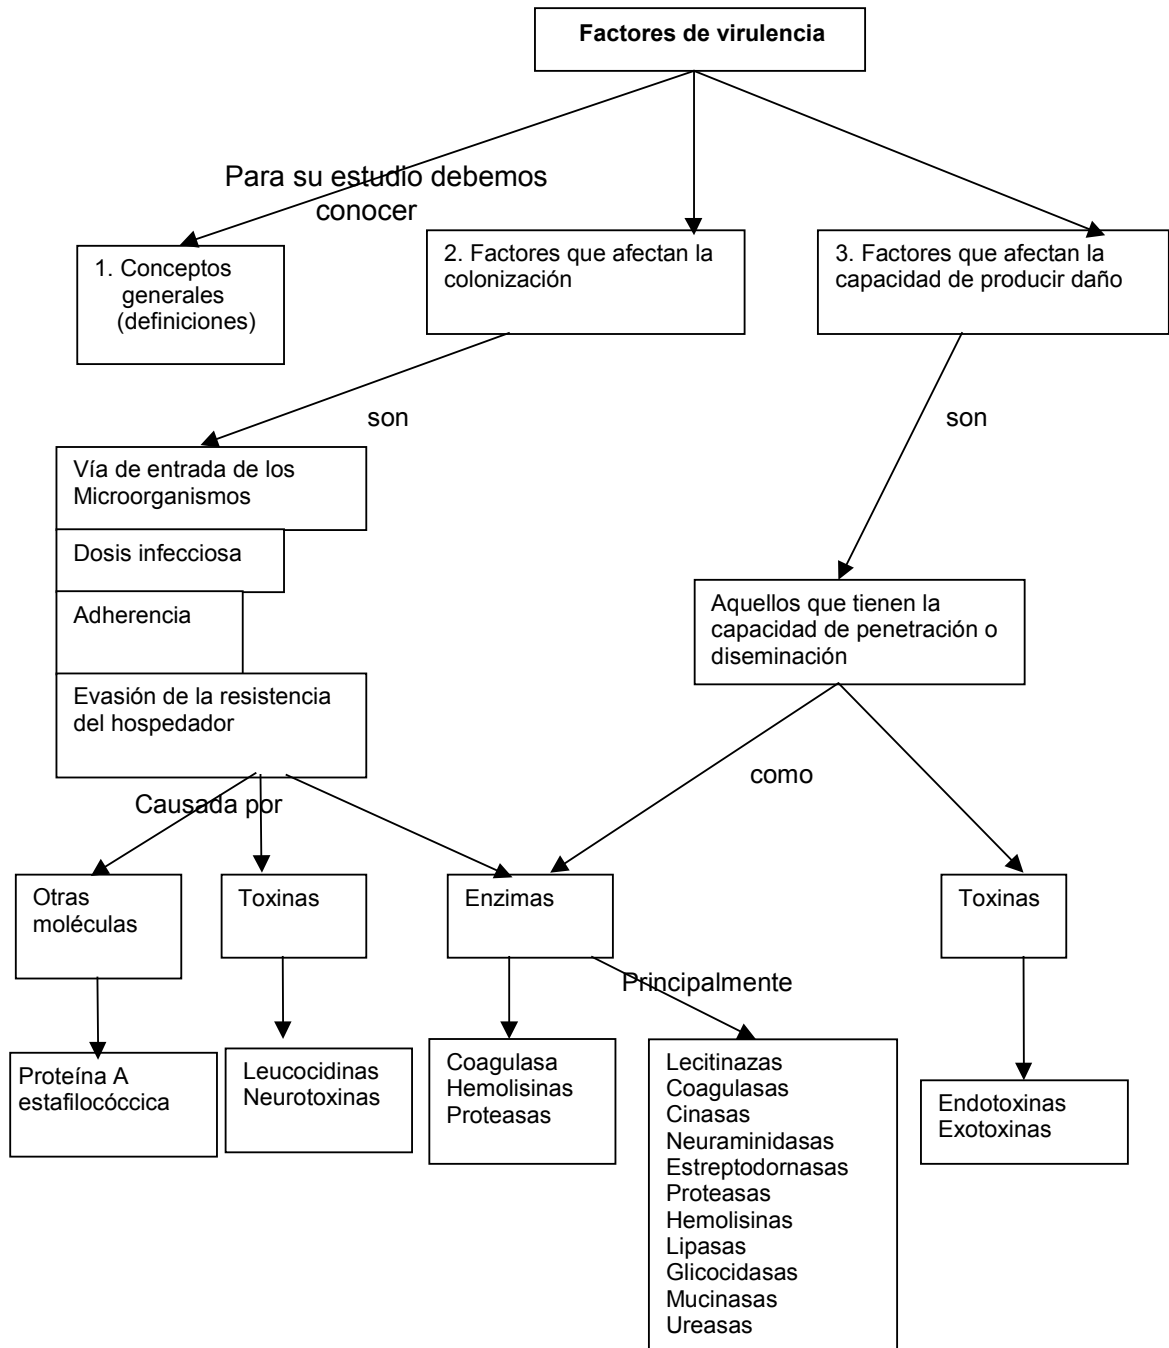 Factores de virulencia
Para su estudio debemos
conocer
1. Conceptos
generales
(definiciones)
2. Factores que afectan la
colonización
3. Factores que afectan la
capacidad de producir daño
son
son
Vía de entrada de los
Microorganismos
Dosis infecciosa
Adherencia
Evasión de la resistencia
del hospedador
Aquellos que tienen la
capacidad de penetración o
diseminación
Causada por
como
Otras
moléculas
Toxinas
Enzimas
Toxinas
Principalmente
Proteína A
estafilocóccica
Leucocidinas
Neurotoxinas
Coagulasa
Hemolisinas
Proteasas
Lecitinazas
Coagulasas
Cinasas
Neuraminidasas
Estreptodornasas
Proteasas
Hemolisinas
Lipasas
Glicocidasas
Mucinasas
Ureasas
Endotoxinas
Exotoxinas